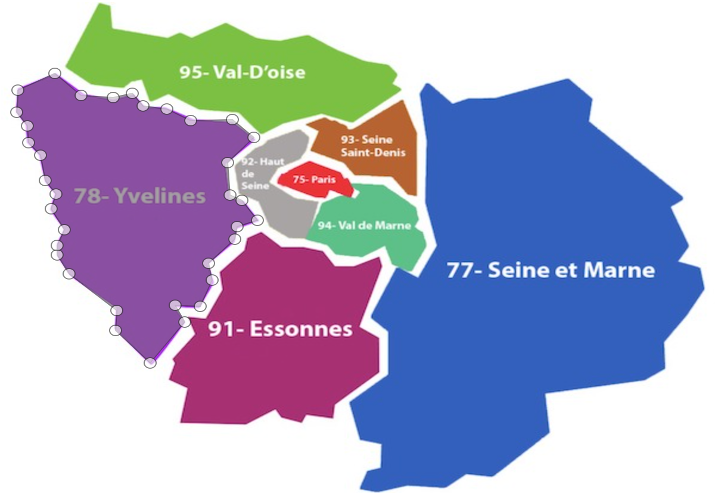 95- Val-D’oise
93- Seine
Saint-Denis
92- Haut
de
Seine
75- Paris
78- Yvelines
94- Val de Marne
77- Seine et Marne
91- Essonnes